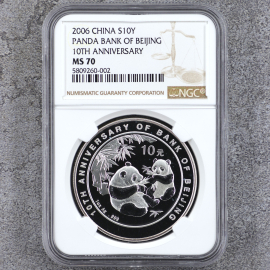 2006 CHINA S10Y
PANDA BANK OF BEIJING
10TH ANNIVERSARY
MS 70
5809260-002
NUMISMATIC GUARANTY CORPORATION
NGC
10TH ANNIVERSARY OF BANK OF BEIJING
10元